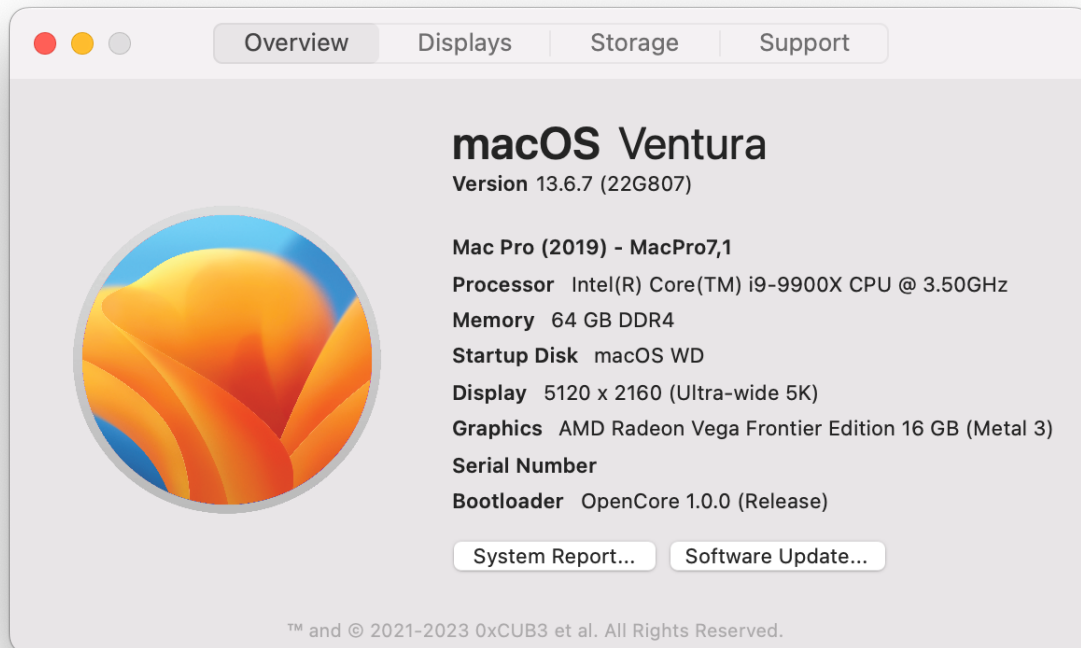 Overview Displays Storage Support
macOS Ventura
Version 13.6.7 (22G807)
Mac Pro (2019) - MacPro7,1
Processor Intel(R) Core(TM) i9-9900X CPU @ 3.50GHz
Memory 64 GB DDR4
Startup Disk macOS WD
Display 5120 x 2160 (Ultra-wide 5K)
Graphics AMD Radeon Vega Frontier Edition 16 GB (Metal 3)
Serial Number
Bootloader OpenCore 1.0.0 (Release)
System Report... Software Update...
™ and © 2021-2023 0xCUB3 et al. All Rights Reserved.